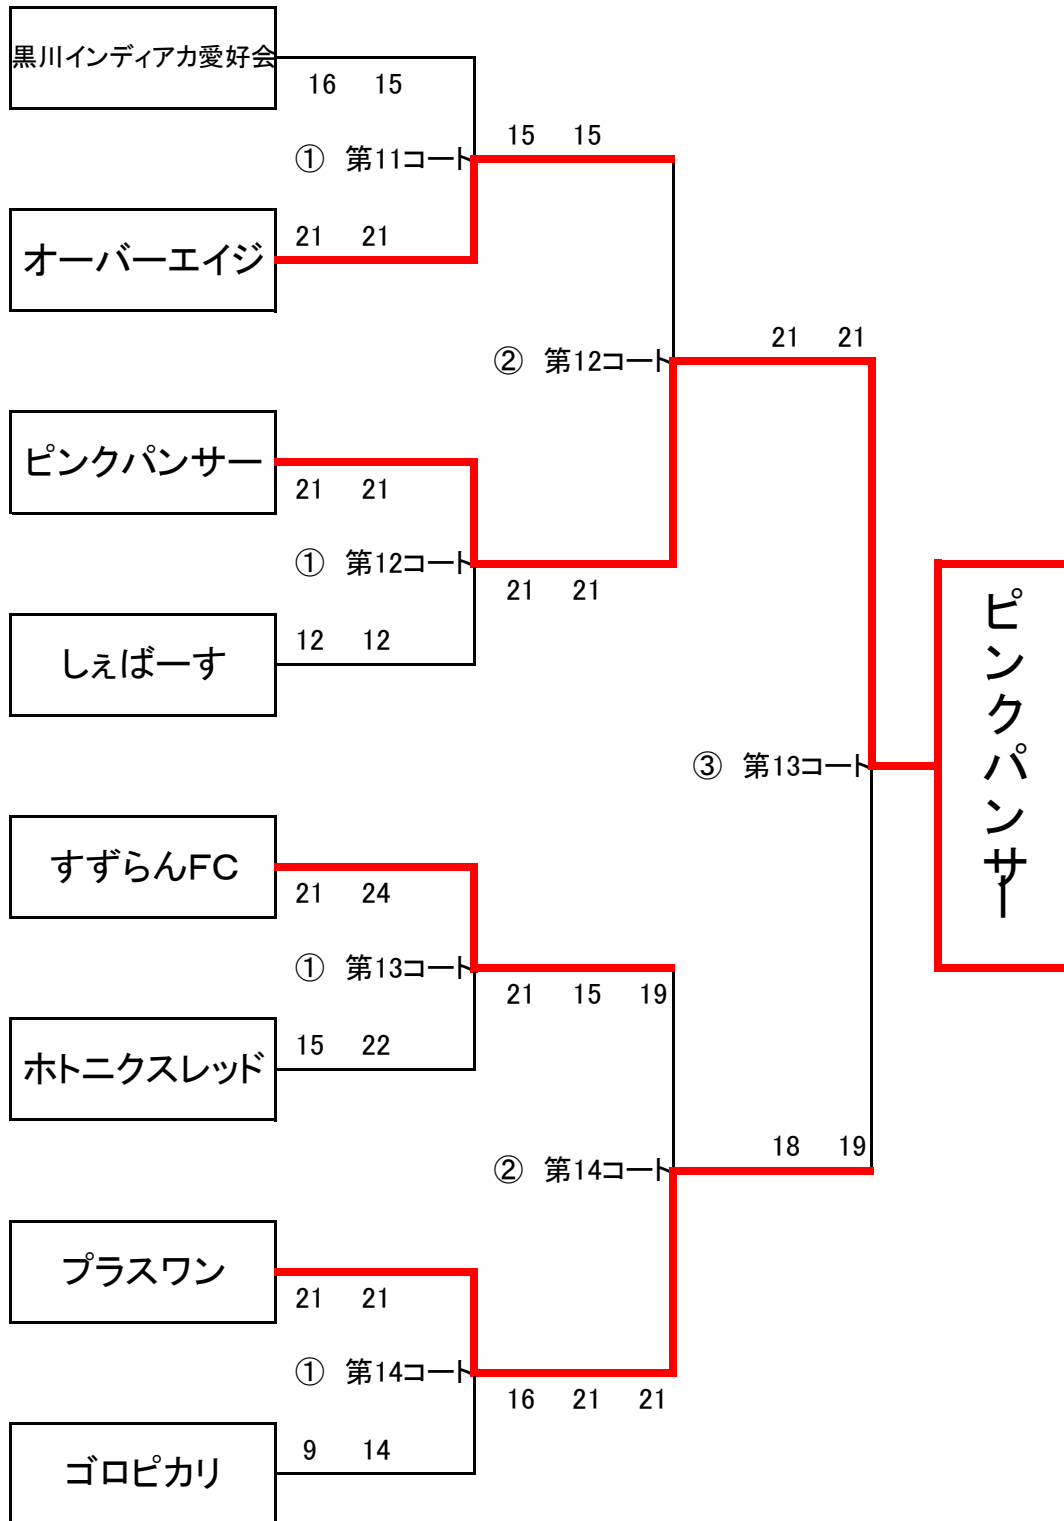 黒川インディアカ愛好会
16 15
15 15
① 第11コート
オーバーエイジ
21 21
21 21
② 第12コート
ピンクパンサー
21 21
① 第12コート
21 21
しぇばーす
12 12
ピンクパンサー
③ 第13コート
すずらんFC
21 24
① 第13コート
21 15 19
ホトニクスレッド
15 22
18 19
② 第14コート
プラスワン
21 21
① 第14コート
16 21 21
ゴロピカリ
9 14